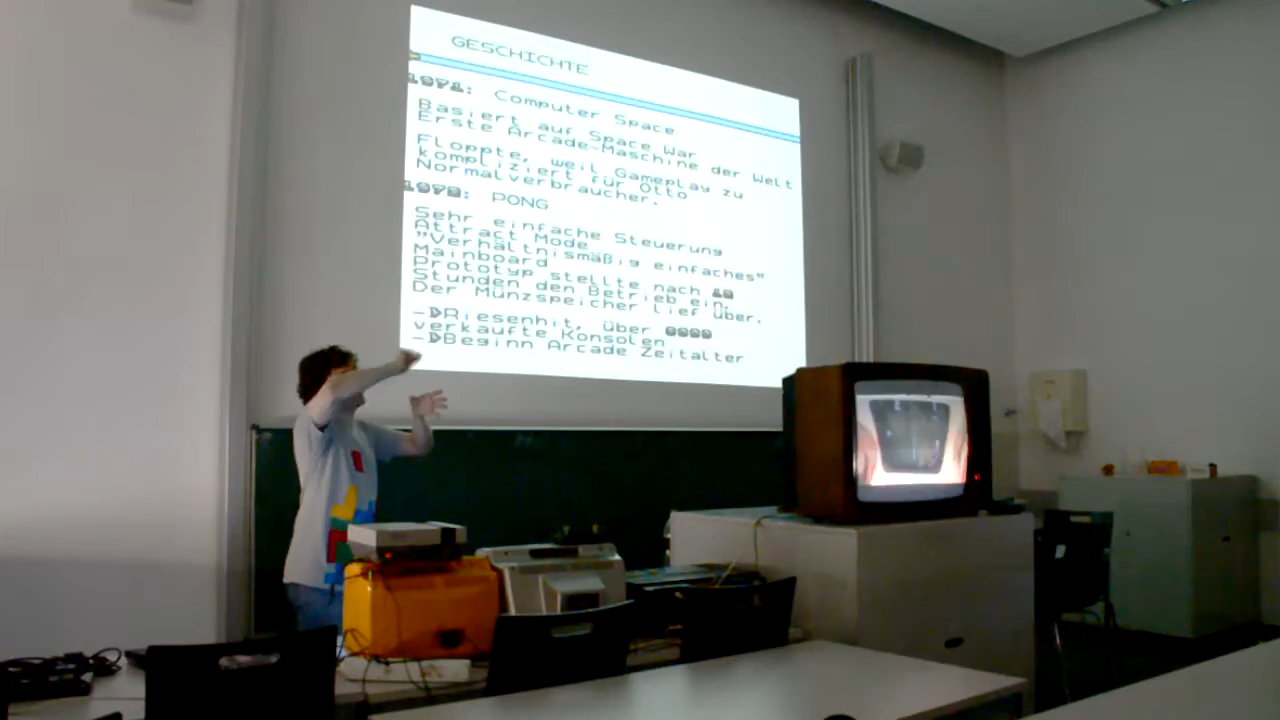 GESCHICHTE
1971: Computer Space
Basiert auf Space War
Erste Arcade-Maschine der Welt
Floppte, weil Gameplay zu
kompliziert für Otto
Normalverbraucher.
PONG
Sehr einfache Steuerung
Attract Mode
"Verhältnismäßig einfaches"
Mainboard
Prototyp stellte nach
Stunden den Betrieb ein.
Der Münzspeicher lief über.
Riesenhit, über
verkaufte Konsolen
Beginn Arcade Zeitalter